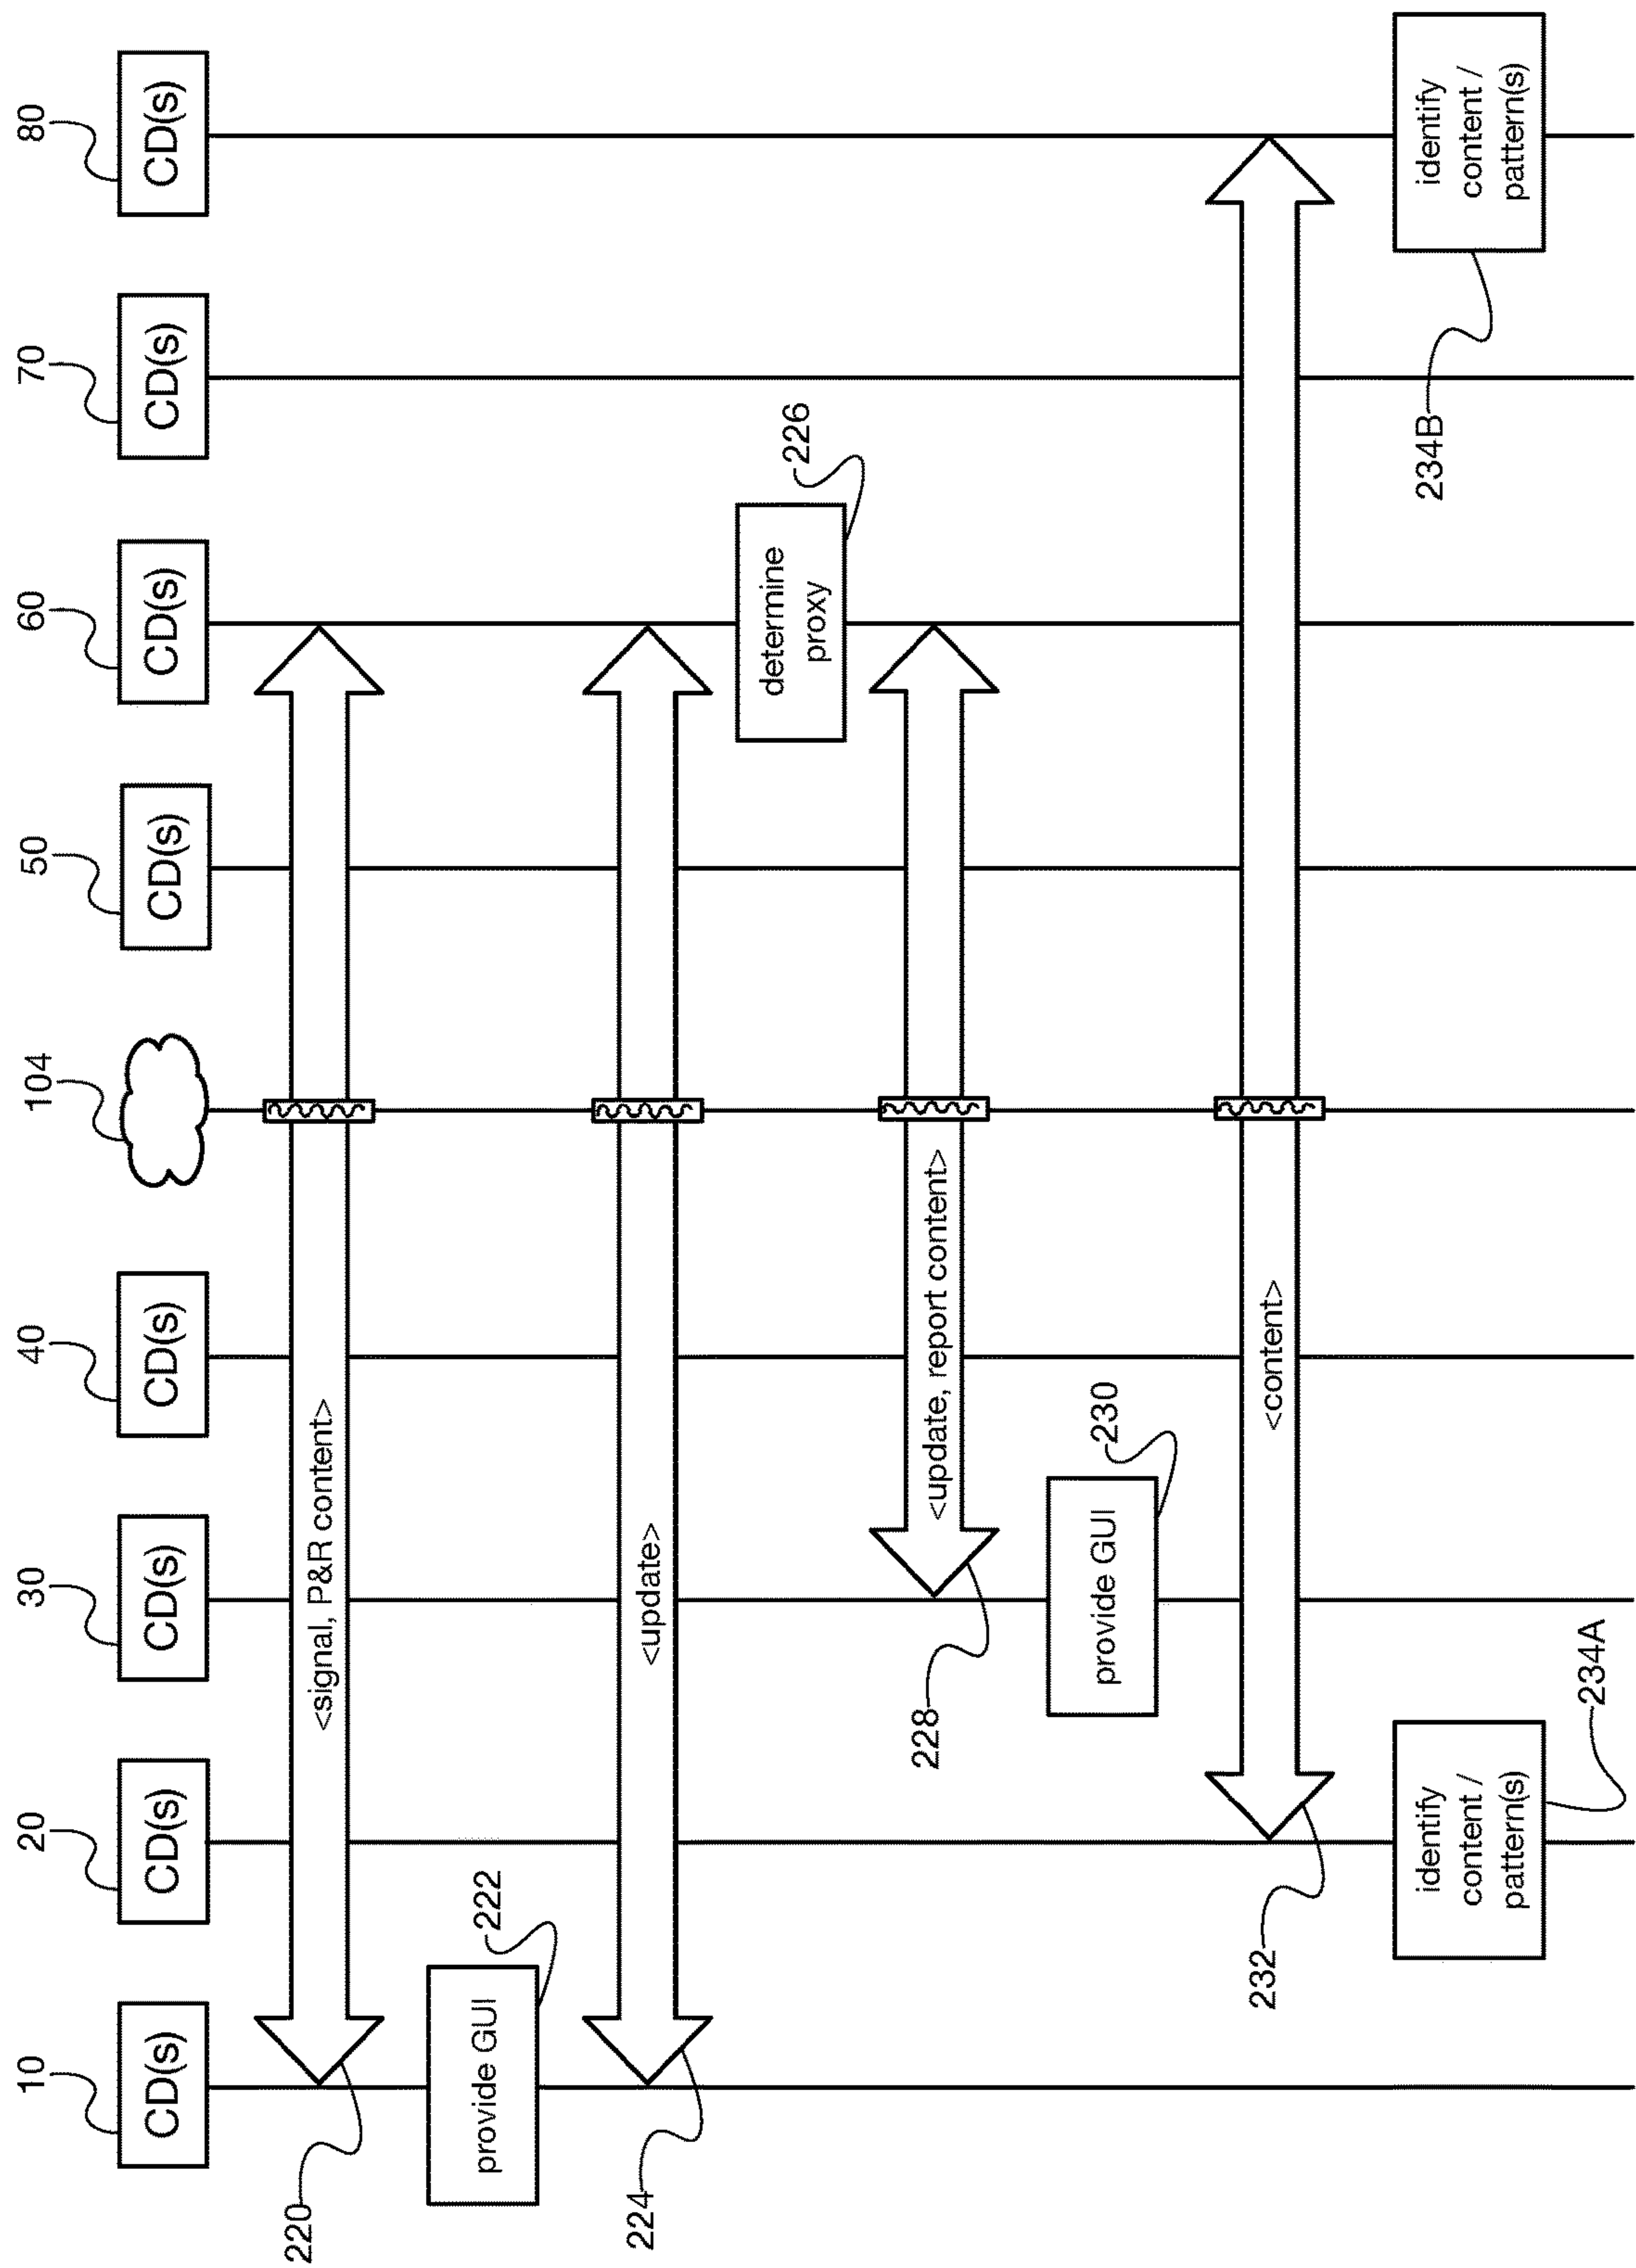 10
20
30
40
104
50
60
70
80
CD(s)
CD(s)
CD(s)
CD(s)
CD(s)
CD(s)
CD(s)
CD(s)
220
<signal, P&R content>
222
provide GUI
224
<update>
226
determine
proxy
228
<update, report content>
230
provide GUI
232
<content>
234A
identify
content /
pattern(s)
234B
identify
content /
pattern(s)